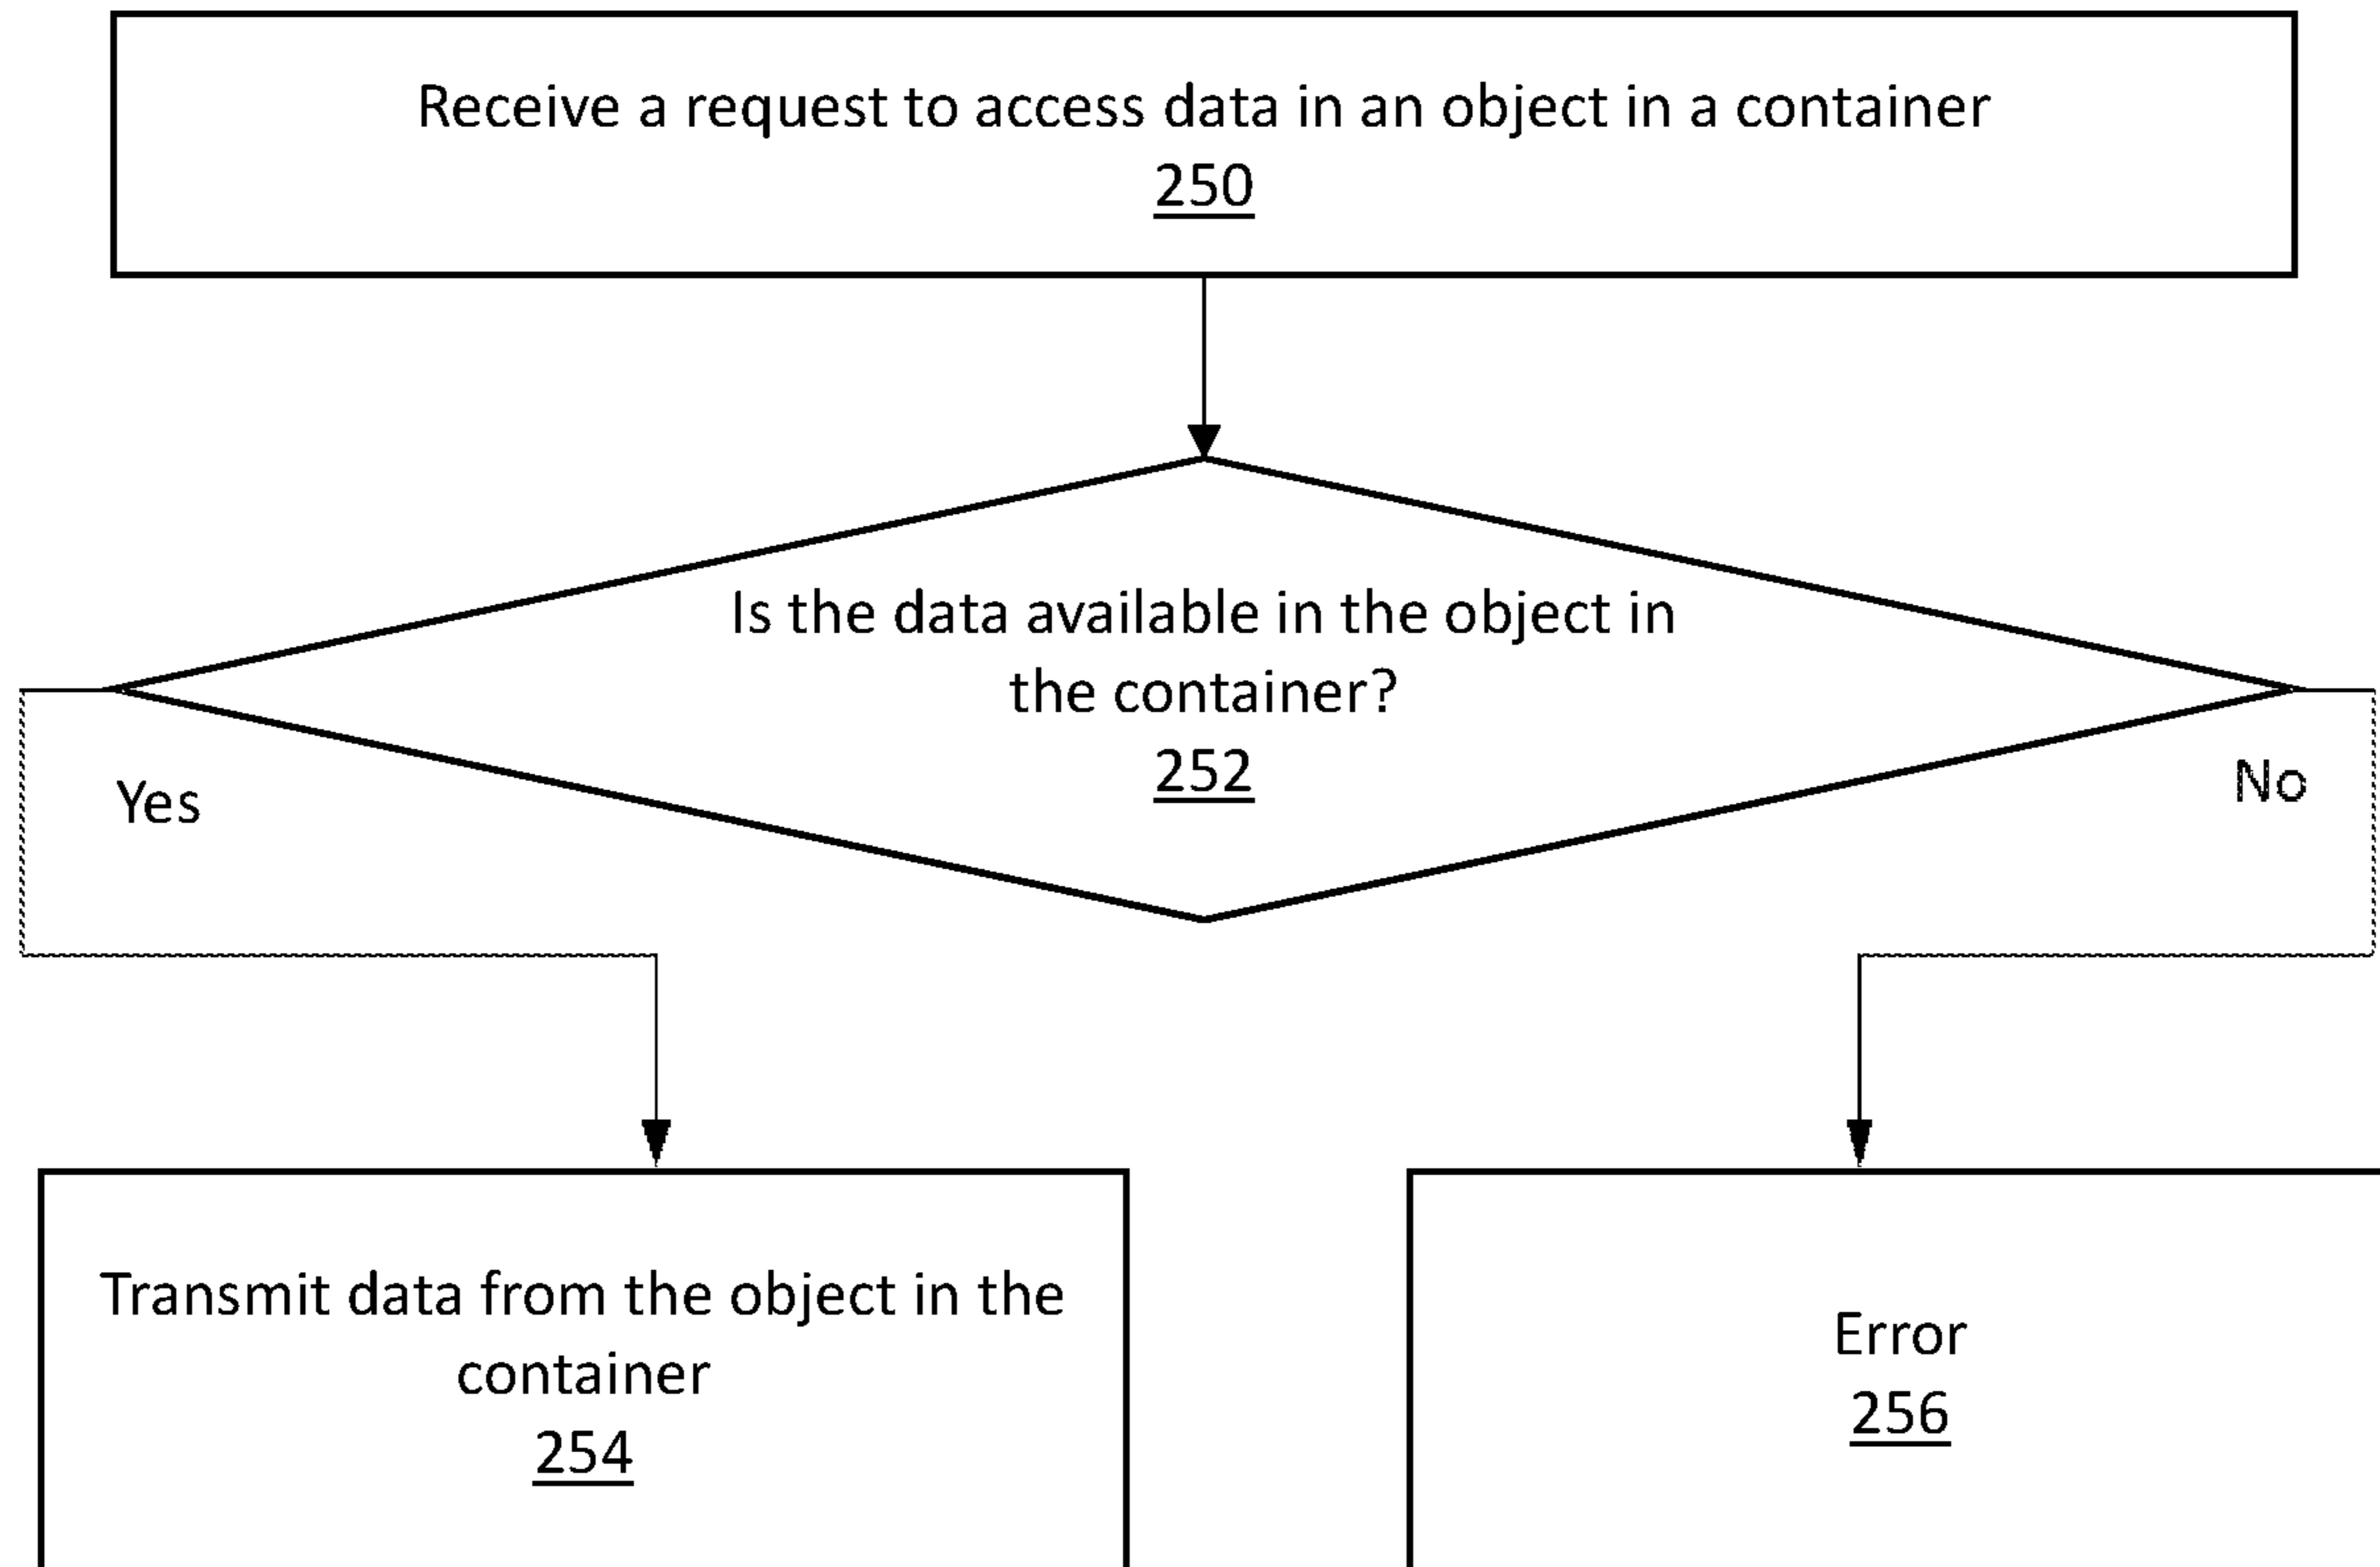 Receive a request to access data in an object in a container
250
Is the data available in the object in
the container?
252
Yes
No
Transmit data from the object in the
container
254
Error
256